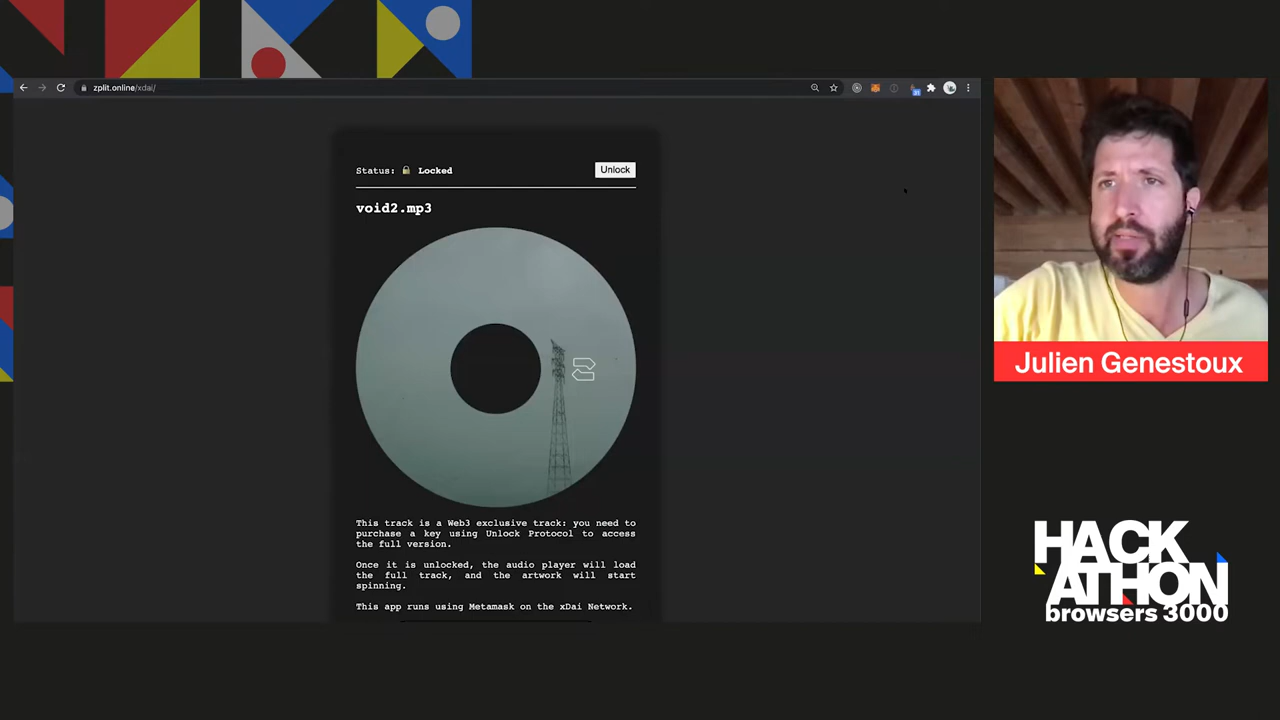 zplit.online/xdai/
31
Status: 🔒 Locked
Unlock
void2.mp3
This track is a Web3 exclusive track: you need to
purchase a key using Unlock Protocol to access
the full version.
Once it is unlocked, the audio player will load
the full track, and the artwork will start
spinning.
This app runs using Metamask on the xDai Network.
Julien Genestoux
HACK
ATHON
browsers 3000